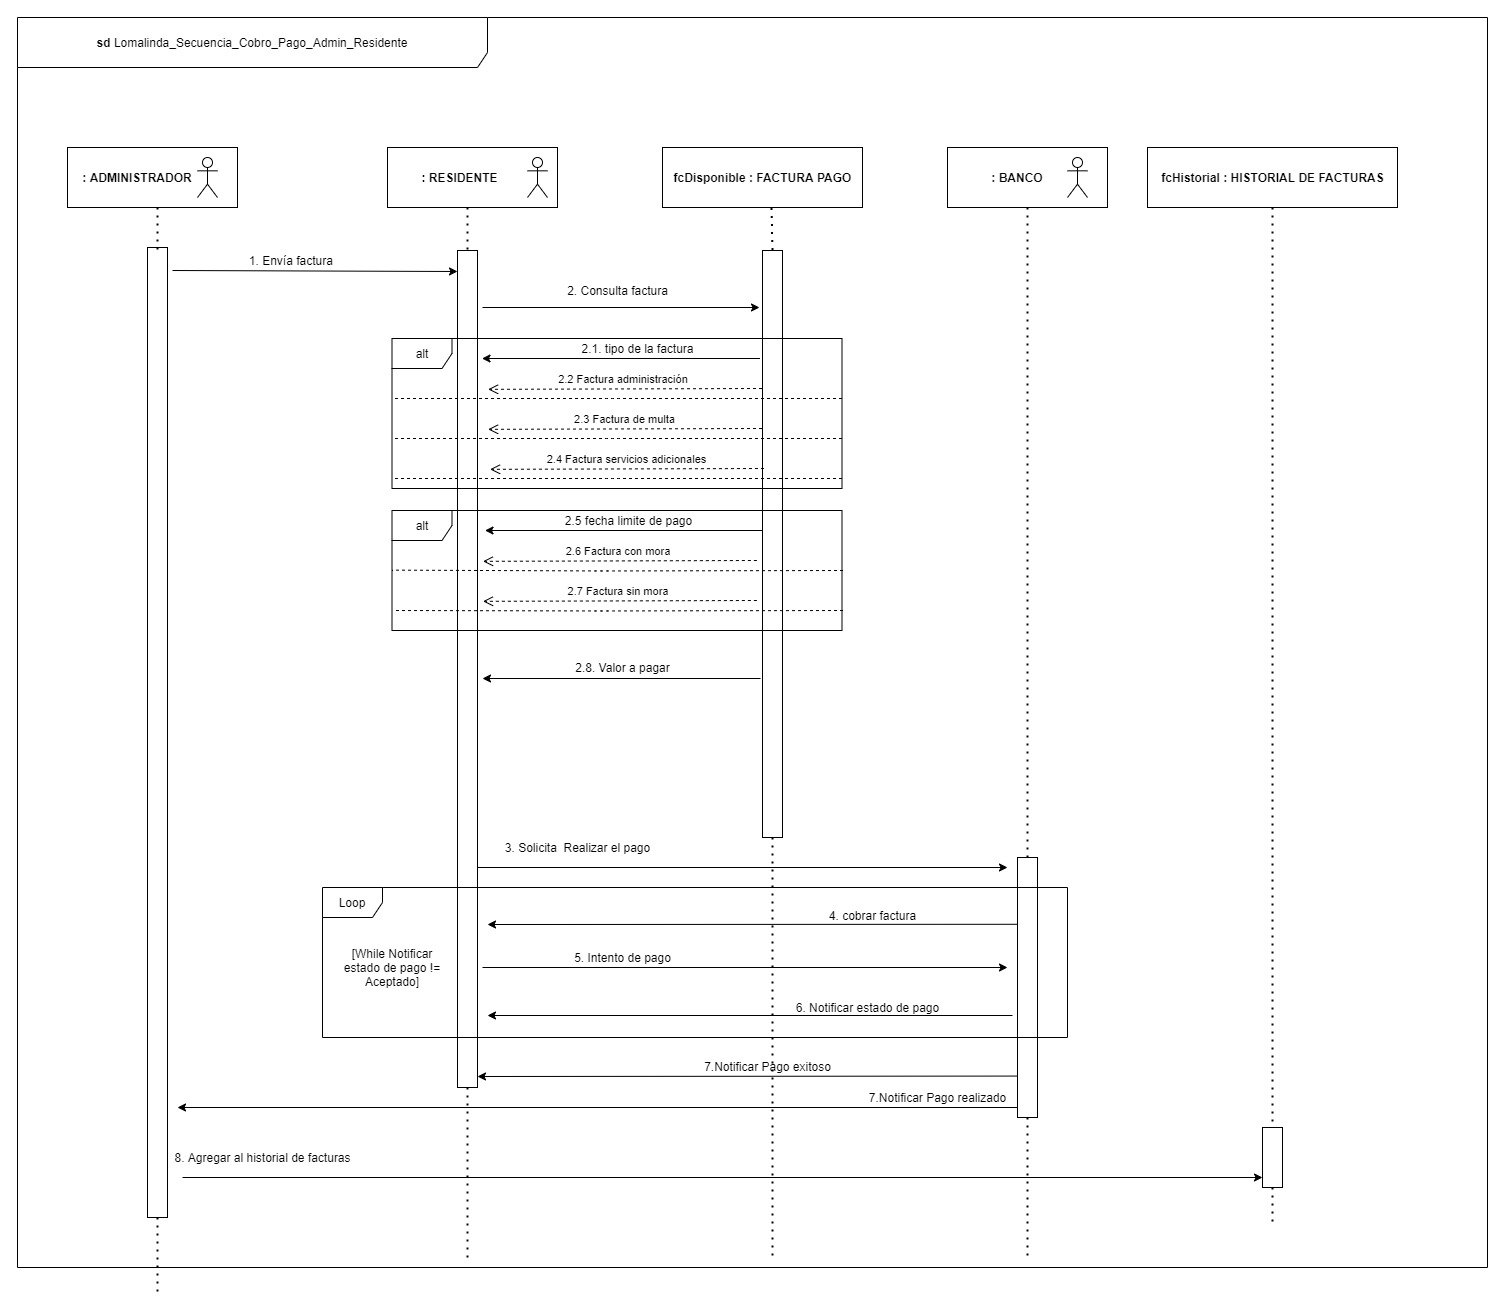 sd Lomalinda_Secuencia_Cobro_Pago_Admin_Residente
: ADMINISTRADOR
: RESIDENTE
fcDisponible : FACTURA PAGO
: BANCO
fcHistorial : HISTORIAL DE FACTURAS
1. Envía factura
2. Consulta factura
alt
2.1. tipo de la factura
2.2 Factura administración
2.3 Factura de multa
2.4 Factura servicios adicionales
alt
2.5 fecha limite de pago
2.6 Factura con mora
2.7 Factura sin mora
2.8. Valor a pagar
3. Solicita  Realizar el pago
Loop
4. cobrar factura
[While Notificar
estado de pago !=
Aceptado]
5. Intento de pago
6. Notificar estado de pago
7.Notificar Pago exitoso
7.Notificar Pago realizado
8. Agregar al historial de facturas